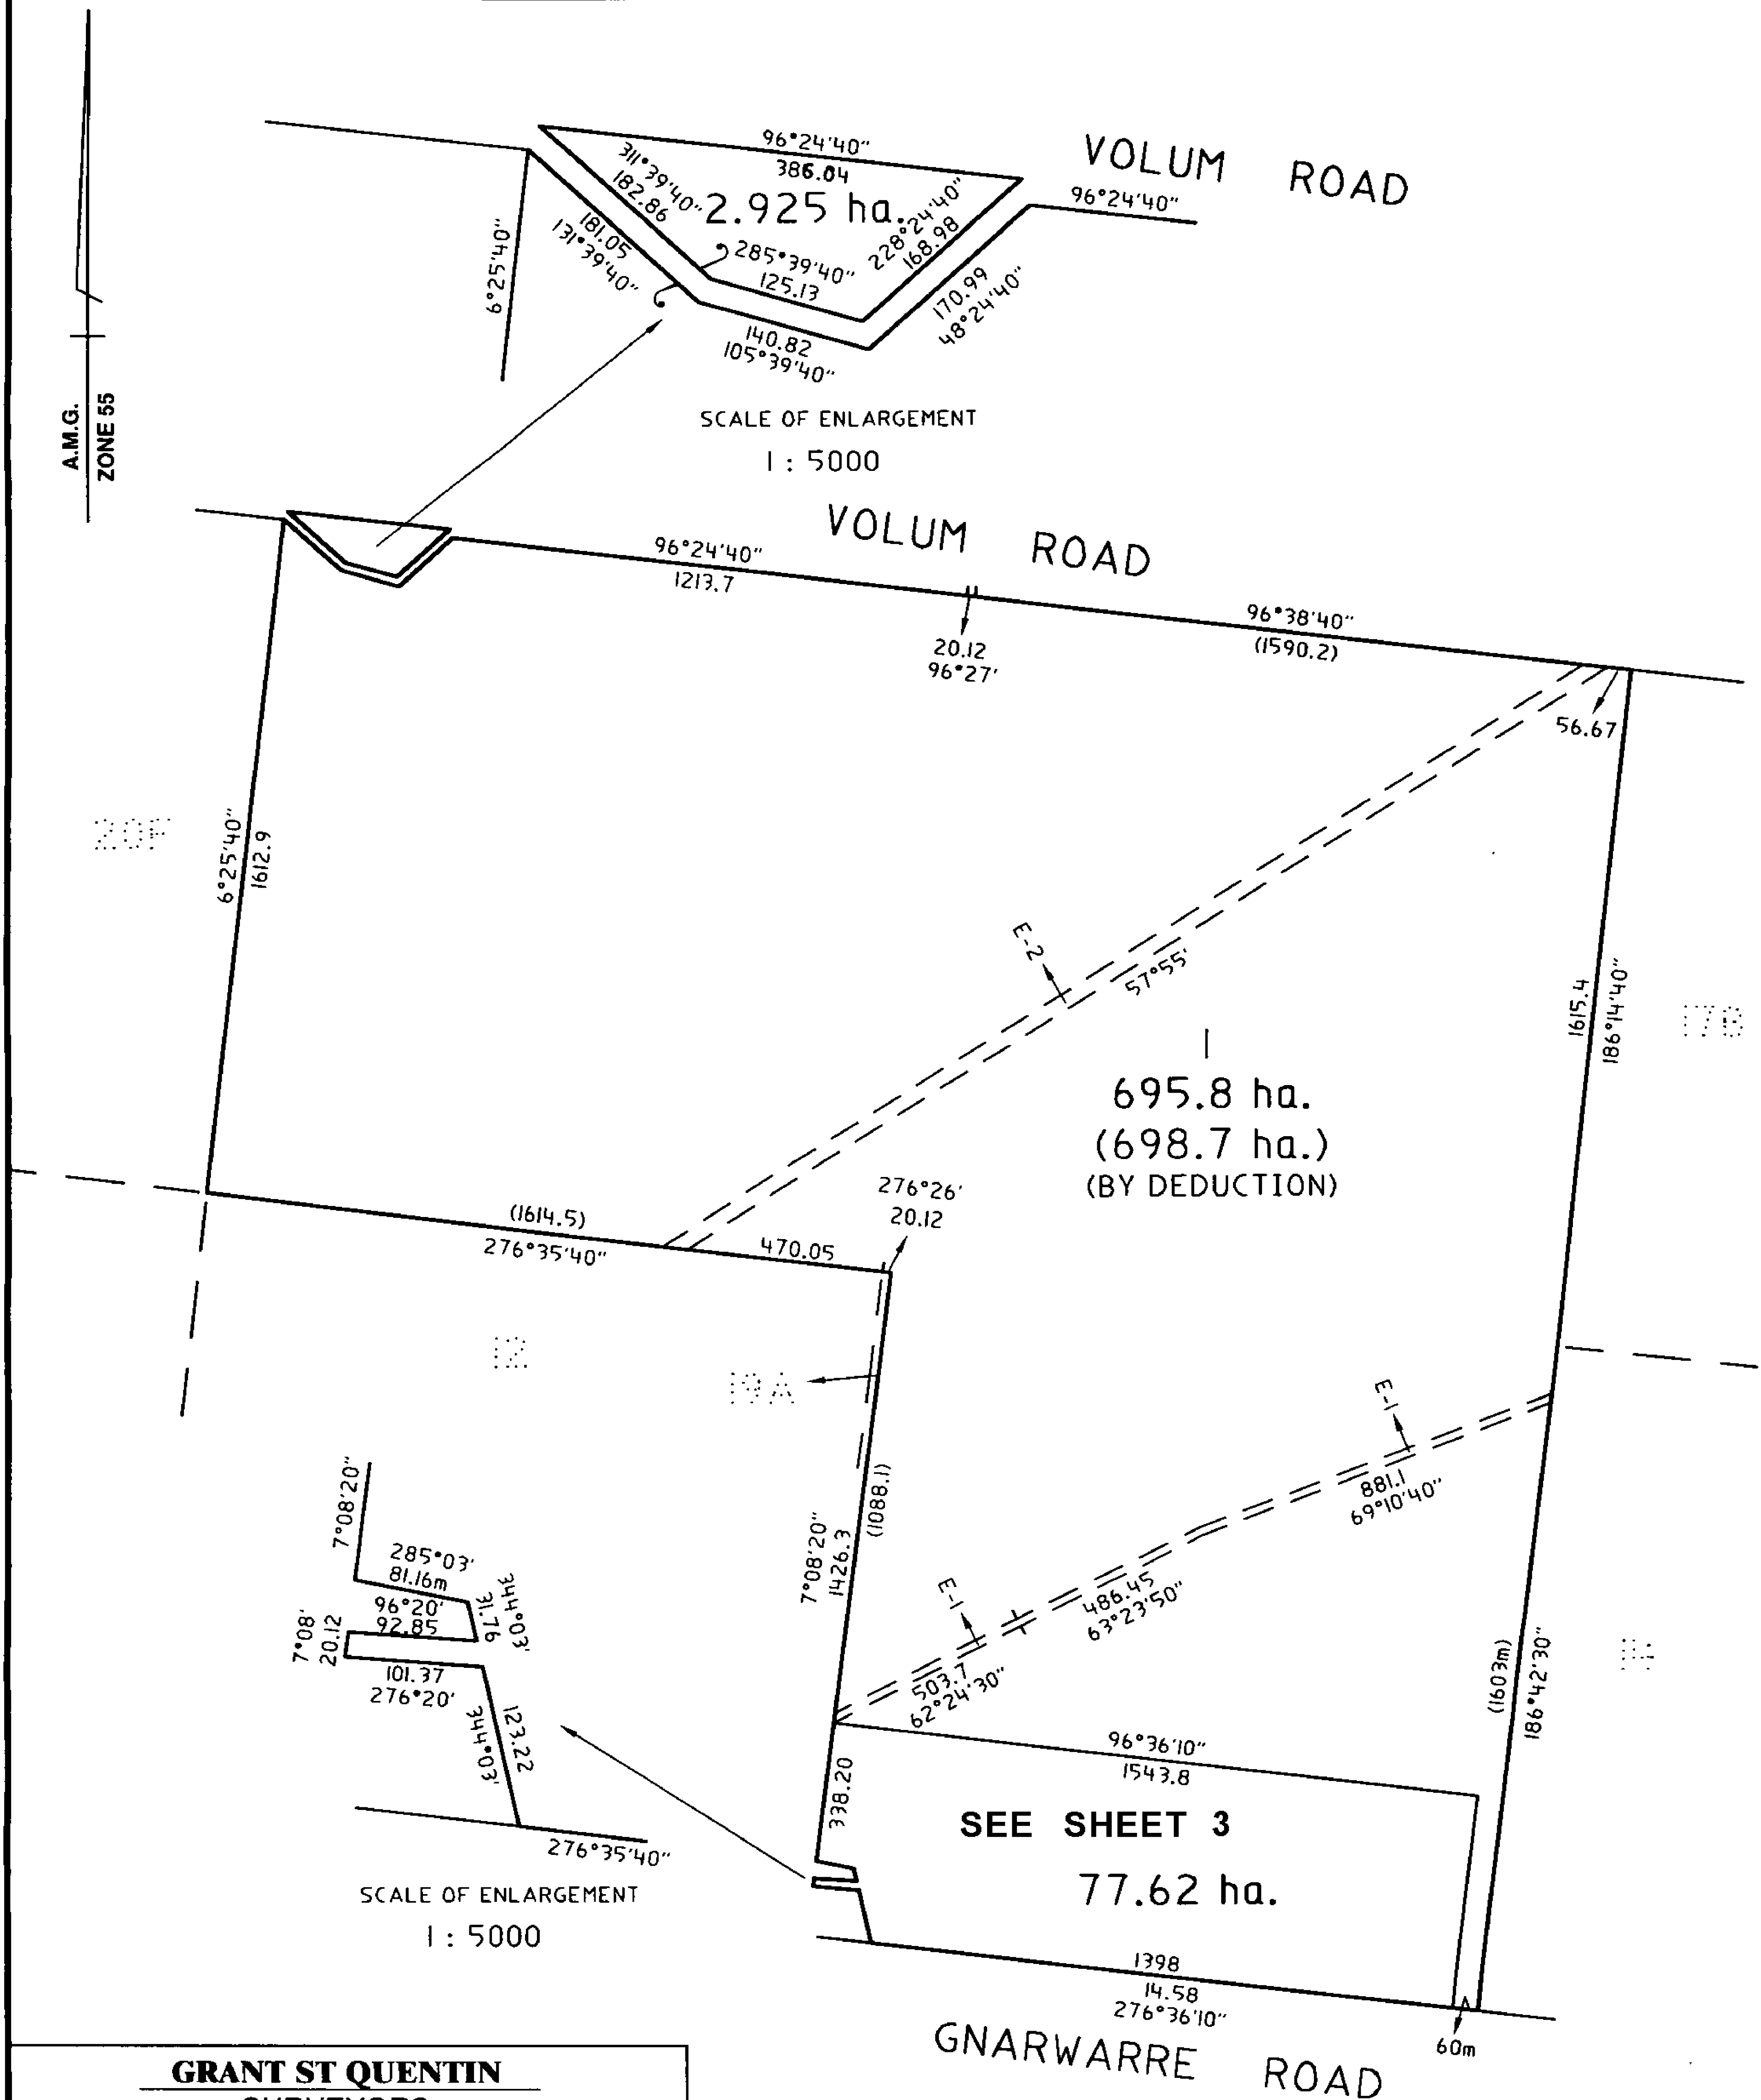 A.M.G.
ZONE 55
96°24'40"
386.04
VOLUM ROAD
96°24'40"
311°39'40"
182.86
2.925 ha.
228°24'40"
168.98
181.05
131°39'40"
285°39'40"
125.13
6°25'40"
170.99
48°24'40"
140.82
105°39'40"
SCALE OF ENLARGEMENT
1 : 5000
VOLUM ROAD
96°24'40"
1213.7
20.12
96°27'
96°38'40"
(1590.2)
56.67
20F
6°25'40"
1612.9
E-2
57°55'
1615.4
186°14'40"
17B
1
695.8 ha.
(698.7 ha.)
(BY DEDUCTION)
276°26'
20.12
(1614.5)
276°35'40"
470.05
12
19A
(1088.1)
7°08'20"
1426.3
E-1
881.1
69°10'40"
E-1
486.45
63°23'50"
503.7
62°24'30"
(1603m)
186°42'30"
14
7°08'20"
285°03'
81.16m
344°03'
31.76
96°20'
92.85
7°08'
20.12
101.37
276°20'
123.22
344°03'
276°35'40"
SCALE OF ENLARGEMENT
1 : 5000
338.20
96°36'10"
1543.8
SEE SHEET 3
77.62 ha.
1398
14.58
276°36'10"
60m
GNARWARRE ROAD
GRANT ST QUENTIN